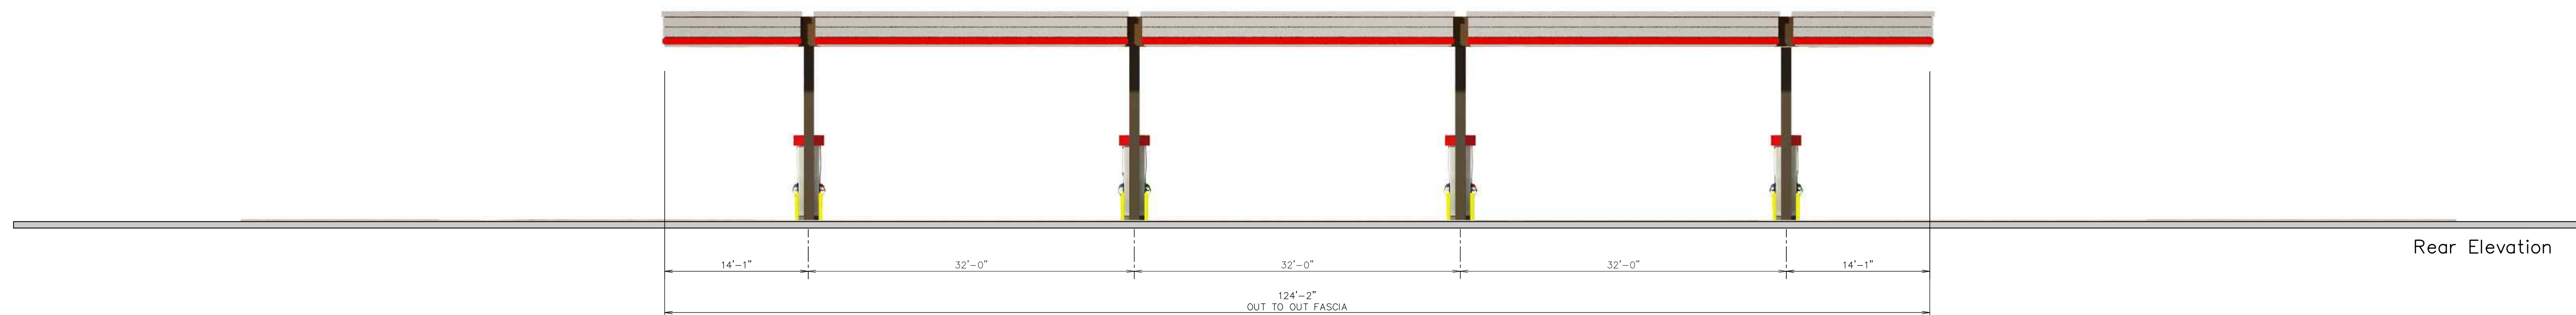 Rear Elevation
14'-1" 32'-0" 32'-0" 32'-0" 14'-1"
124'-2"
OUT TO OUT FASCIA